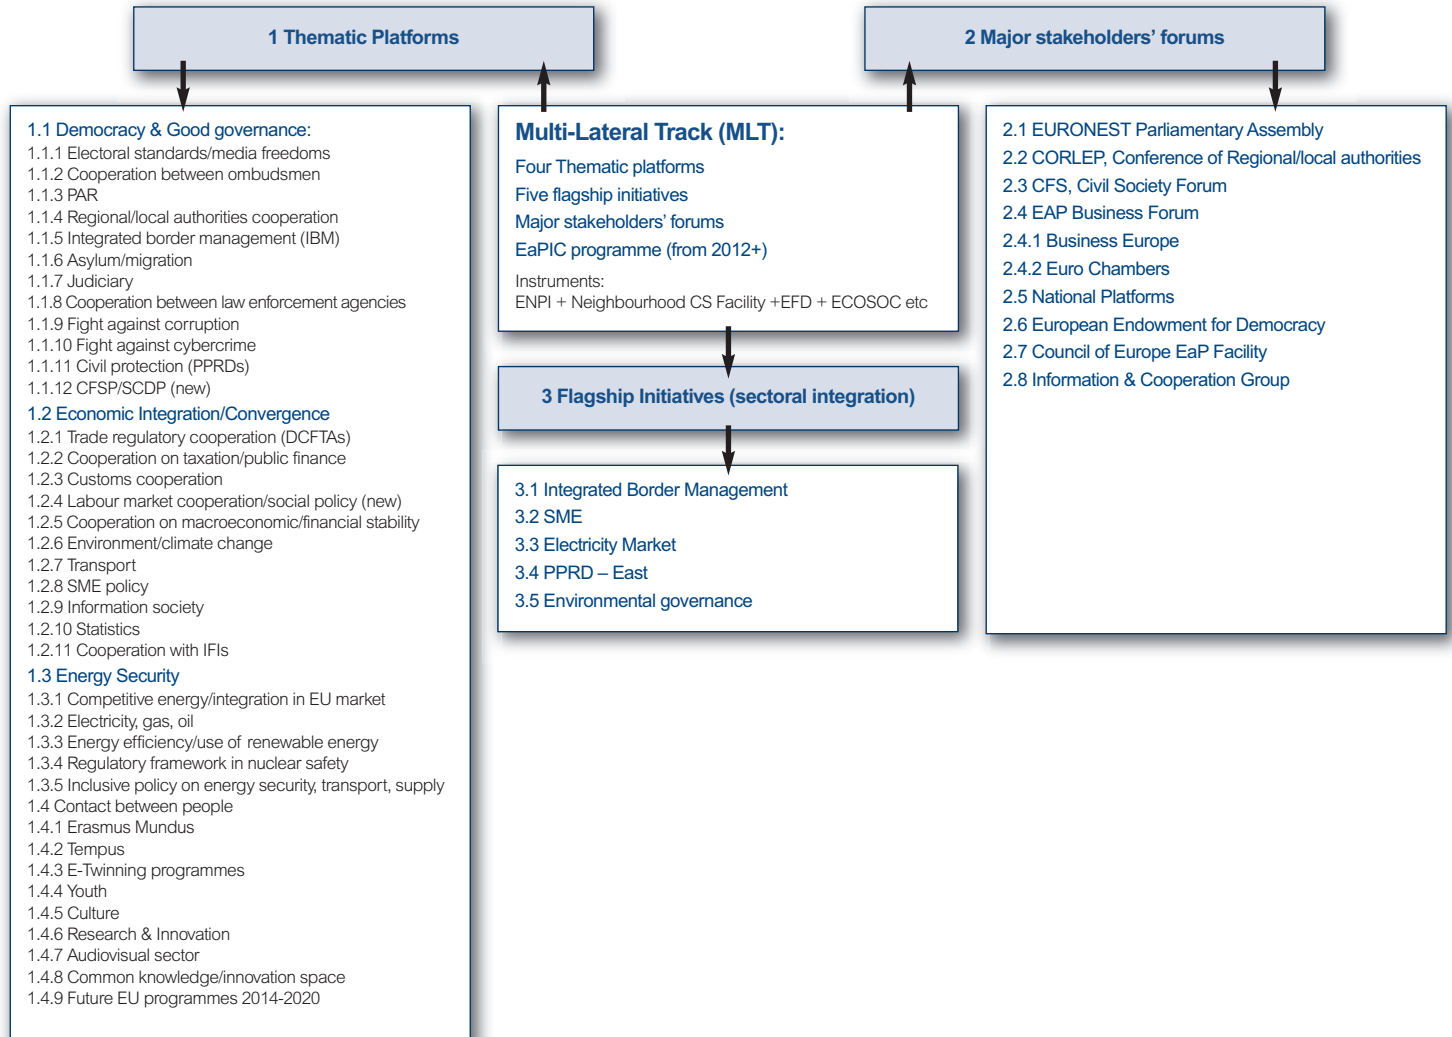 1 Thematic Platforms
2 Major stakeholders’ forums
1.1 Democracy & Good governance:
1.1.1 Electoral standards/media freedoms
1.1.2 Cooperation between ombudsmen
1.1.3 PAR
1.1.4 Regional/local authorities cooperation
1.1.5 Integrated border management (IBM)
1.1.6 Asylum/migration
1.1.7 Judiciary
1.1.8 Cooperation between law enforcement agencies
1.1.9 Fight against corruption
1.1.10 Fight against cybercrime
1.1.11 Civil protection (PPRDs)
1.1.12 CFSP/SCDP (new)
1.2 Economic Integration/Convergence
1.2.1 Trade regulatory cooperation (DCFTAs)
1.2.2 Cooperation on taxation/public finance
1.2.3 Customs cooperation
1.2.4 Labour market cooperation/social policy (new)
1.2.5 Cooperation on macroeconomic/financial stability
1.2.6 Environment/climate change
1.2.7 Transport
1.2.8 SME policy
1.2.9 Information society
1.2.10 Statistics
1.2.11 Cooperation with IFIs
1.3 Energy Security
1.3.1 Competitive energy/integration in EU market
1.3.2 Electricity, gas, oil
1.3.3 Energy efficiency/use of renewable energy
1.3.4 Regulatory framework in nuclear safety
1.3.5 Inclusive policy on energy security, transport, supply
1.4 Contact between people
1.4.1 Erasmus Mundus
1.4.2 Tempus
1.4.3 E-Twinning programmes
1.4.4 Youth
1.4.5 Culture
1.4.6 Research & Innovation
1.4.7 Audiovisual sector
1.4.8 Common knowledge/innovation space
1.4.9 Future EU programmes 2014-2020
Multi-Lateral Track (MLT):
Four Thematic platforms
Five flagship initiatives
Major stakeholders’ forums
EaPIC programme (from 2012+)
Instruments:
ENPI + Neighbourhood CS Facility +EFD + ECOSOC etc
3 Flagship Initiatives (sectoral integration)
3.1 Integrated Border Management
3.2 SME
3.3 Electricity Market
3.4 PPRD – East
3.5 Environmental governance
2.1 EURONEST Parliamentary Assembly
2.2 CORLEP, Conference of Regional/local authorities
2.3 CFS, Civil Society Forum
2.4 EAP Business Forum
2.4.1 Business Europe
2.4.2 Euro Chambers
2.5 National Platforms
2.6 European Endowment for Democracy
2.7 Council of Europe EaP Facility
2.8 Information & Cooperation Group